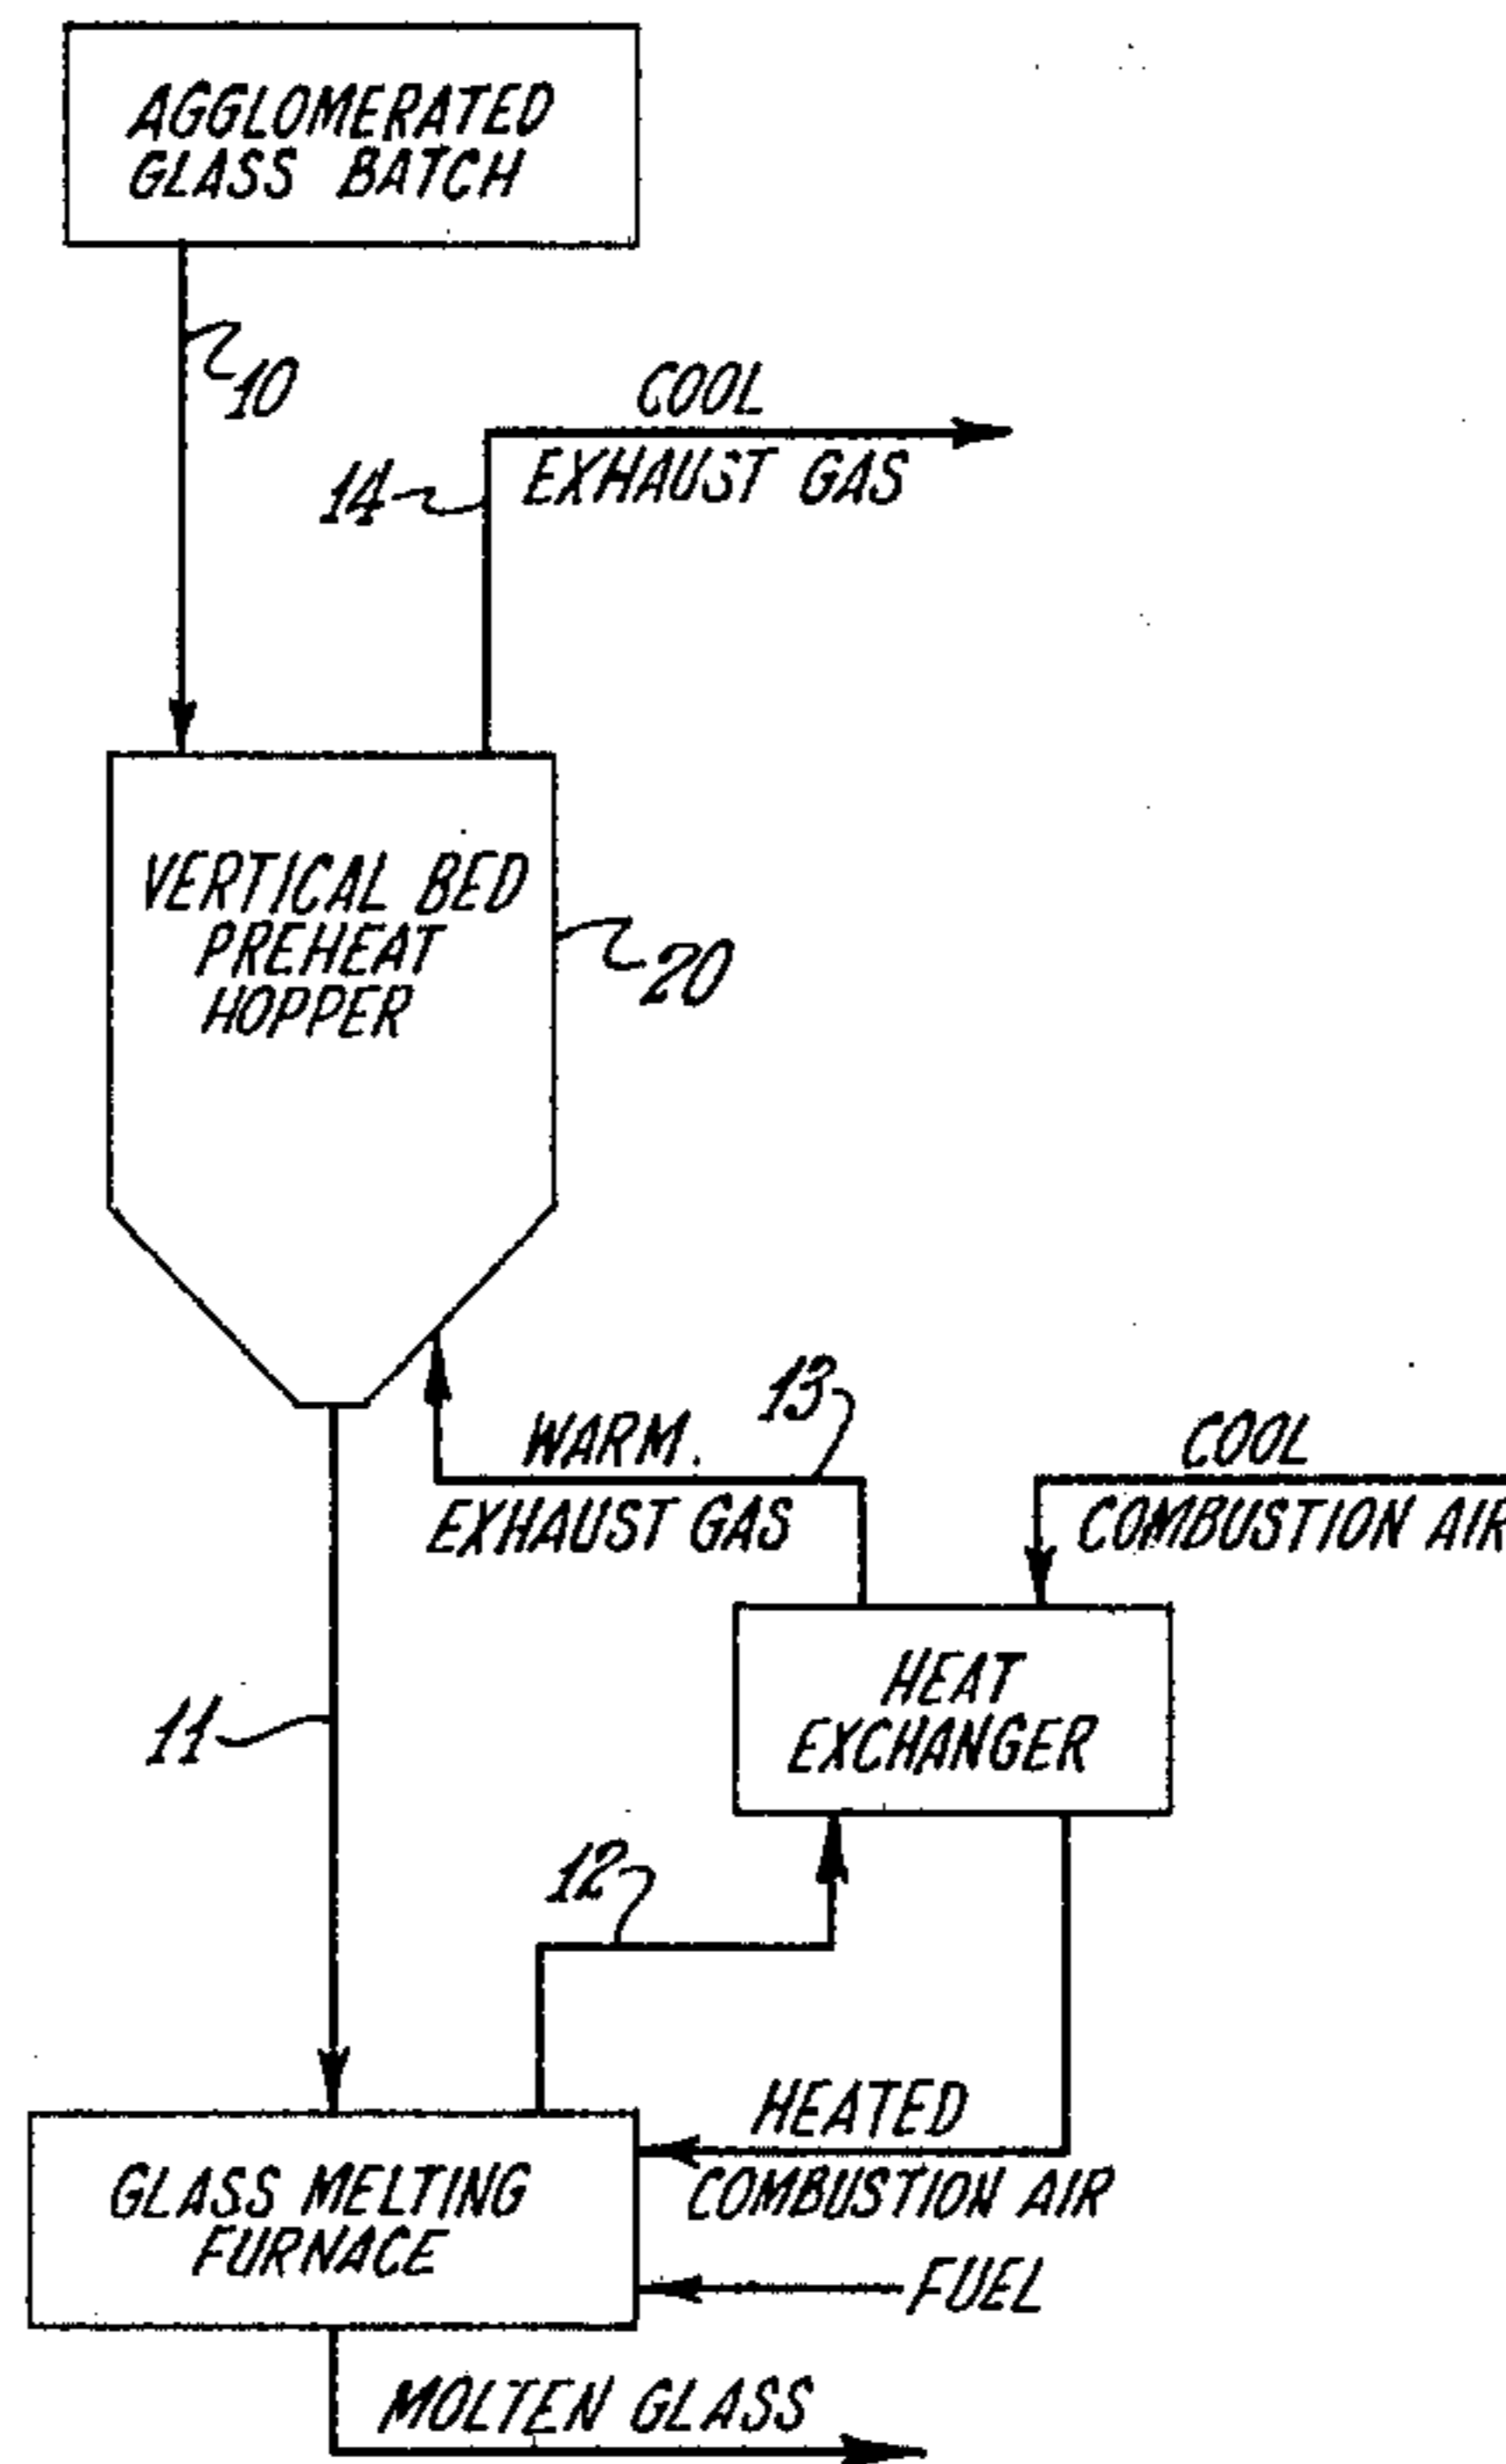 AGGLOMERATED
GLASS BATCH
10
COOL
EXHAUST GAS
14
VERTICAL BED
PREHEAT
HOPPER
20
13
WARM.
EXHAUST GAS
COOL
COMBUSTION AIR
HEAT
EXCHANGER
11
12
HEATED
COMBUSTION AIR
GLASS MELTING
FURNACE
FUEL
MOLTEN GLASS